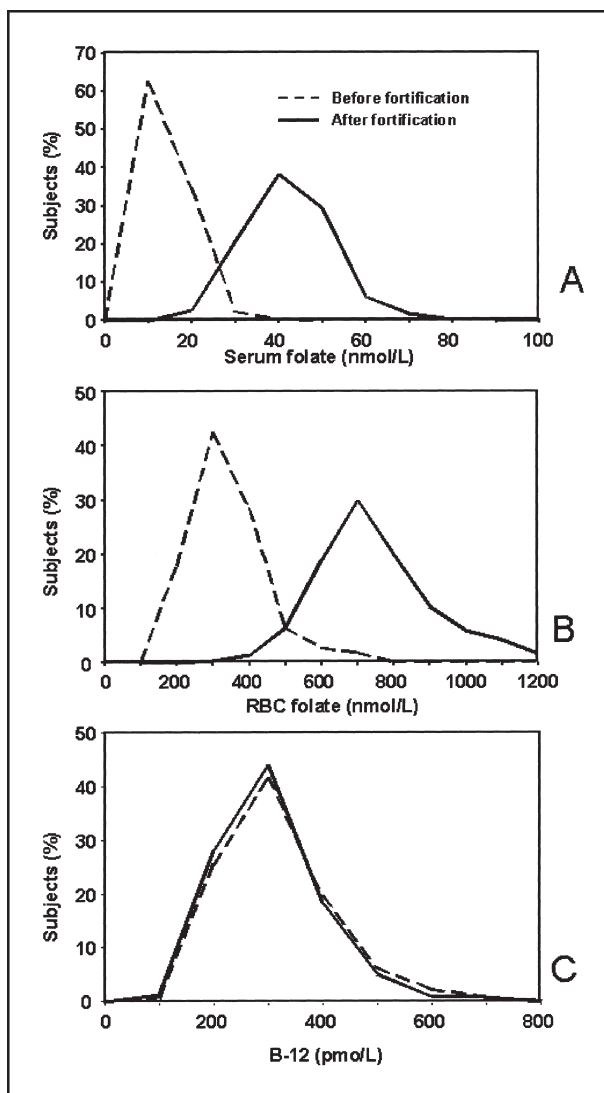 70
60
50
40
30
20
10
0
Subjects (%)
Before fortification
After fortification
A
0 20 40 60 80 100
Serum folate (nmol/L)
50
40
30
20
10
0
Subjects (%)
B
0 200 400 600 800 1000 1200
RBC folate (nmol/L)
50
40
30
20
10
0
Subjects (%)
C
0 200 400 600 800
B-12 (pmo/L)